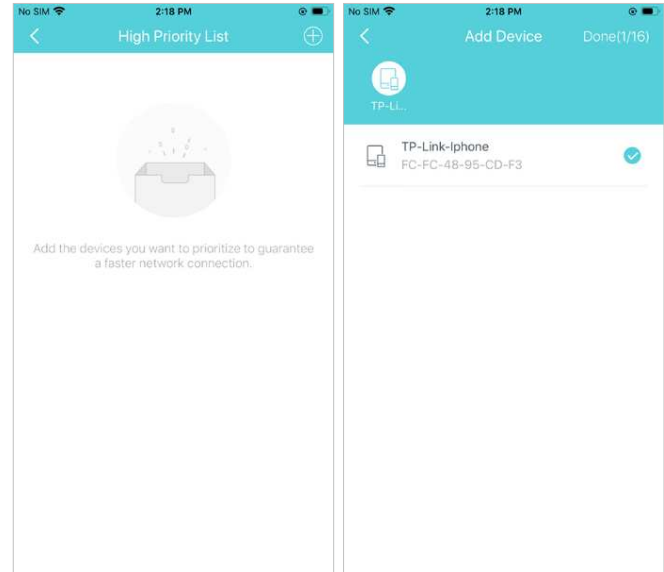 No SIM 2:18 PM
High Priority List
Add the devices you want to prioritize to guarantee
a faster network connection.
No SIM 2:18 PM
Add Device Done(1/16)
TP-Li...
TP-Link-Iphone
FC-FC-48-95-CD-F3